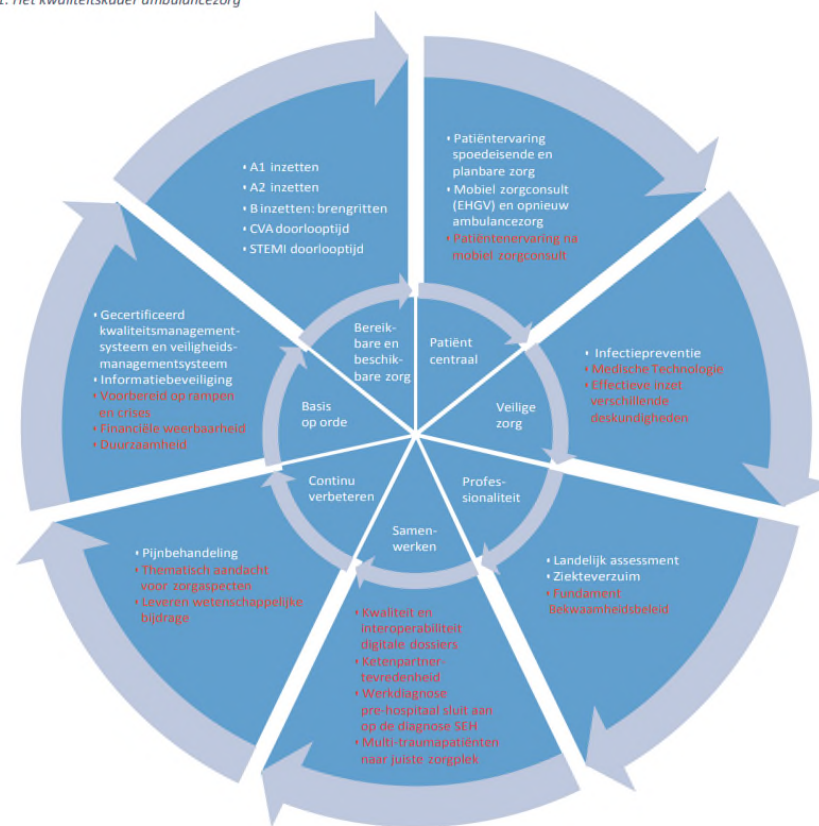 1. Het kwaliteitskader ambulancezorg
• A1 inzetten
• A2 inzetten
• B inzetten: brengritten
• CVA doorlooptijd
• STEMI doorlooptijd
• Patiëntervaring
spoedeisende en
planbare zorg
• Mobiel zorgconsult
(EHGV) en opnieuw
ambulancezorg
• Patiëntenervaring na
mobiel zorgconsult
• Infectiepreventie
• Medische Technologie
• Effectieve inzet
verschillende
deskundigheden
• Landelijk assessment
• Ziekteverzuim
• Fundament
Bekwaamheidsbeleid
• Kwaliteit en
interoperabiliteit
digitale dossiers
• Ketenpartner-
tevredenheid
• Werkdiagnose
pre-hospitaal sluit aan
op de diagnose SEH
• Multi-traumapatiënten
naar juiste zorgplek
• Pijnbehandeling
• Thematisch aandacht
voor zorgaspecten
• Leveren wetenschappelijke
bijdrage
• Gecertificeerd
kwaliteitsmanagement-
systeem en veiligheids-
managementsysteem
• Informatiebeveiliging
• Voorbereid op rampen
en crises
• Financiële weerbaarheid
• Duurzaamheid
Bereik-
bare en
beschik-
bare zorg
Patiënt
centraal
Veilige
zorg
Profes-
sionaliteit
Samen-
werken
Continu
verbeteren
Basis
op orde